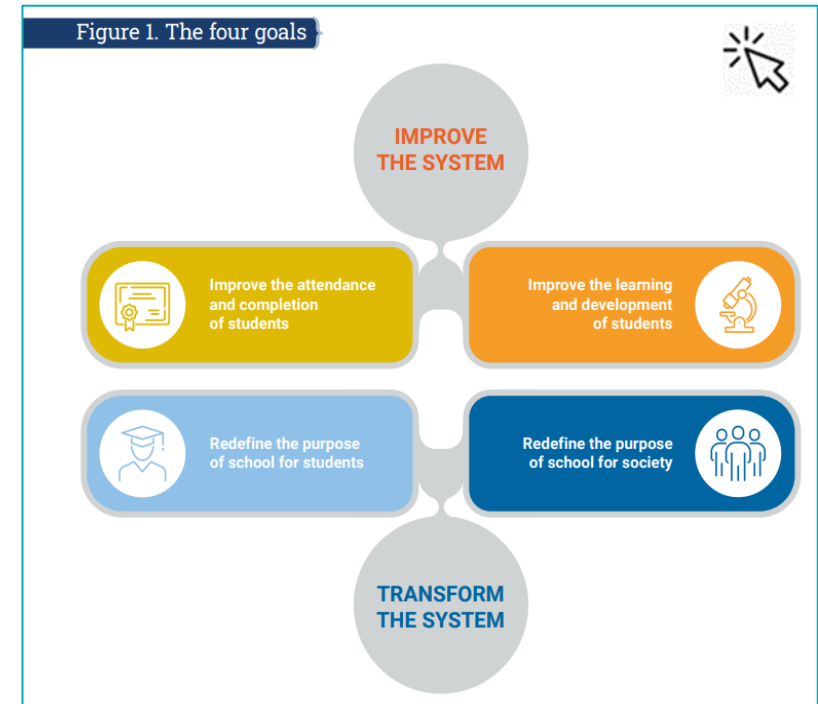 Figure 1. The four goals
IMPROVE
THE SYSTEM
Improve the attendance
and completion
of students
Improve the learning
and development
of students
Redefine the purpose
of school for students
Redefine the purpose
of school for society
TRANSFORM
THE SYSTEM